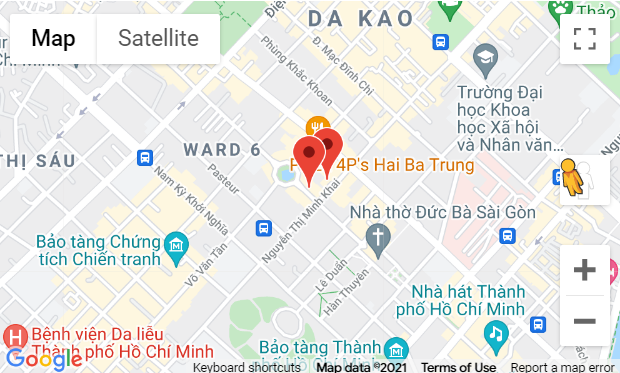 Map
Satellite
DA KAO
Đ. Mạc Đĩnh Chi
Phùng Khắc Khoan
Thảo
Trường Đại
học Khoa
học Xã hội
và Nhân văn...
THỊ SÁU
WARD 6
4P's Hai Ba Trung
Pasteur
Nam Kỳ Khởi Nghĩa
Nguyễn Thị Minh Khai
Võ Văn Tần
Nhà thờ Đức Bà Sài Gòn
Bảo tàng Chứng
tích Chiến tranh
Lê Duẩn
Hàn Thuyên
Nhà hát Thành
phố Hồ Chí Minh
Bệnh viện Da liễu
Thành phố Hồ Chí Minh
Bảo tàng Thành
phố Hồ Chí Minh
Google
Keyboard shortcuts
Map data ©2021
Terms of Use
Report a map error